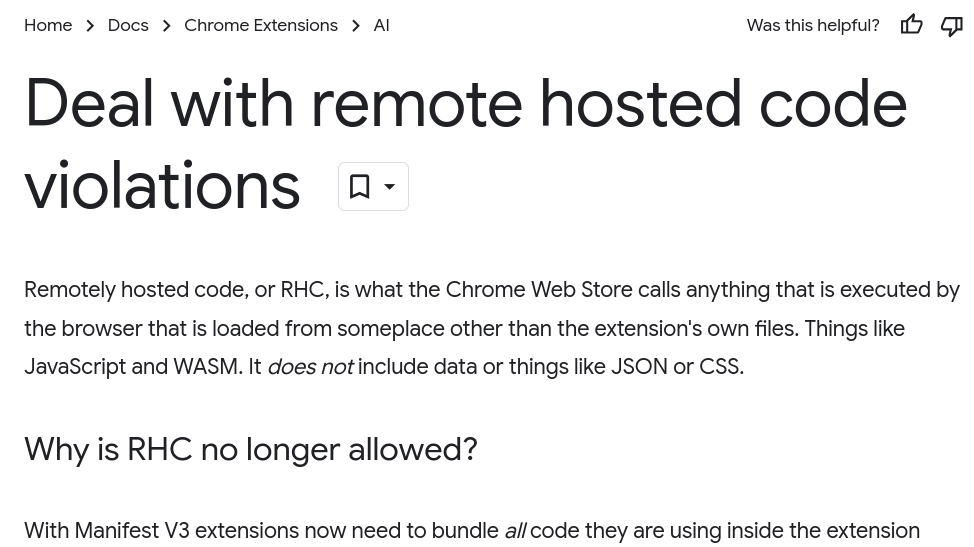 Home > Docs > Chrome Extensions > AI
Was this helpful?
Deal with remote hosted code
violations
Remotely hosted code, or RHC, is what the Chrome Web Store calls anything that is executed by
the browser that is loaded from someplace other than the extension's own files. Things like
JavaScript and WASM. It does not include data or things like JSON or CSS.
Why is RHC no longer allowed?
With Manifest V3 extensions now need to bundle all code they are using inside the extension